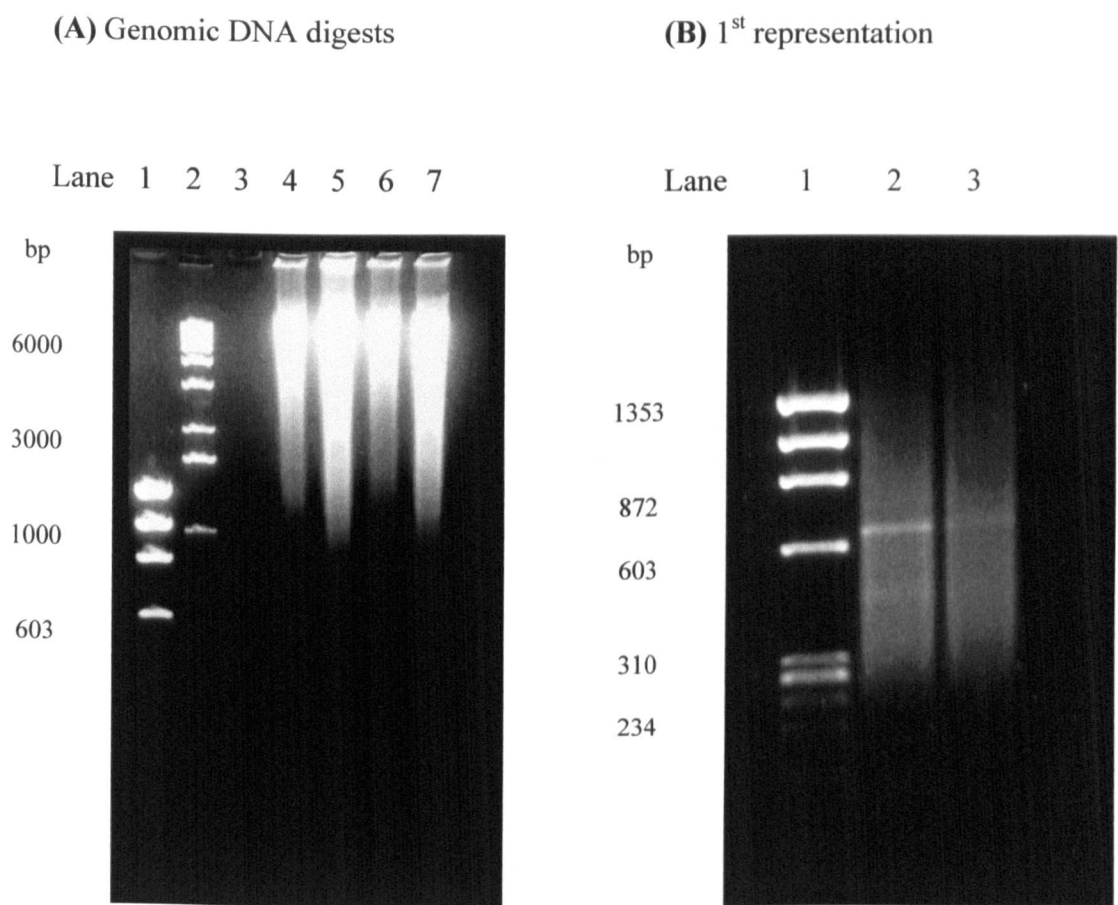 (A) Genomic DNA digests
Lane 1 2 3 4 5 6 7
bp
6000
3000
1000
603
(B) 1st representation
Lane 1 2 3
bp
1353
872
603
310
234